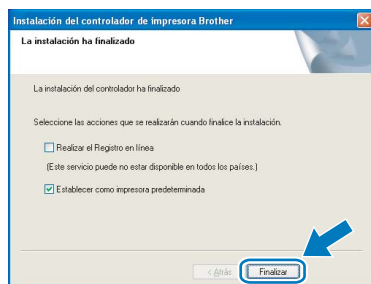 Instalación del controlador de impresora Brother
La instalación ha finalizado
La instalación del controlador ha finalizado
Seleccione las acciones que se realizarán cuando finalice la instalación.
Realizar el Registro en línea
(Este servicio puede no estar disponible en todos los países.)
Establecer como impresora predeterminada
< Atrás
Finalizar